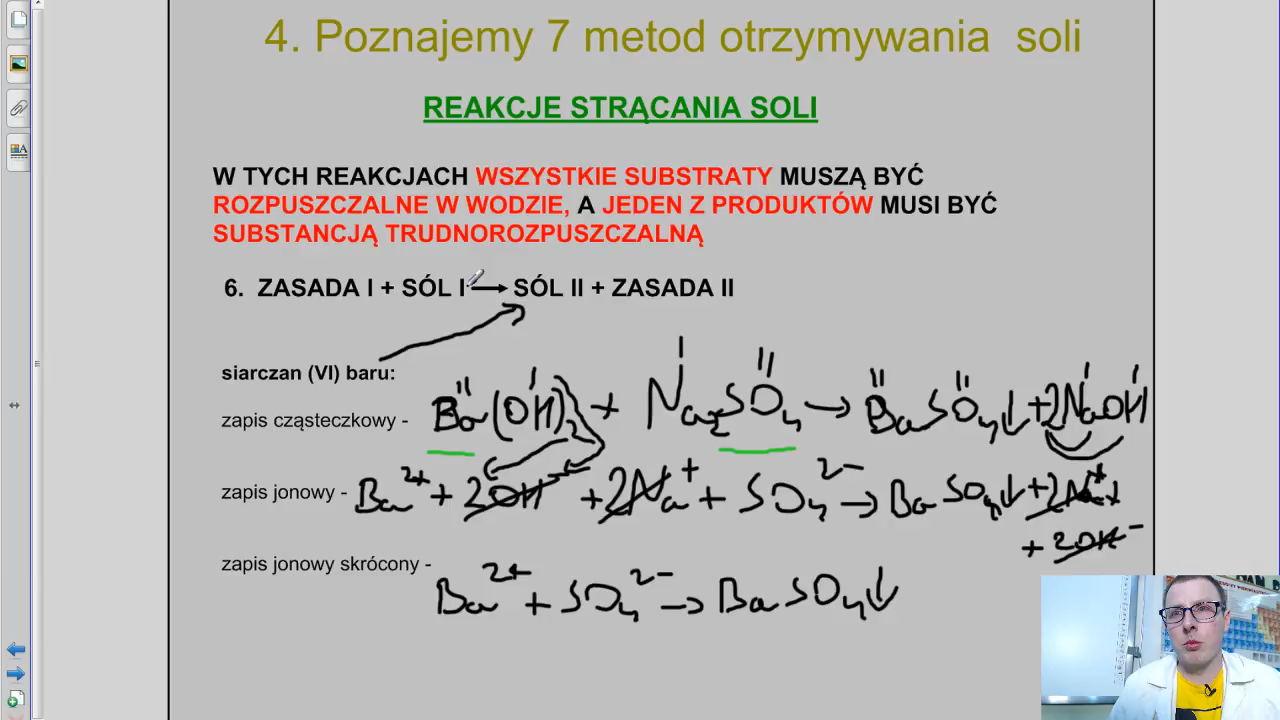 4. Poznajemy 7 metod otrzymywania soli
REAKCJE STRĄCANIA SOLI
W TYCH REAKCJACH WSZYSTKIE SUBSTRATY MUSZĄ BYĆ
ROZPUSZCZALNE W WODZIE, A JEDEN Z PRODUKTÓW MUSI BYĆ
SUBSTANCJĄ TRUDNOROZPUSZCZALNĄ
6. ZASADA I + SÓL I → SÓL II + ZASADA II
siarczan (VI) baru:
zapis cząsteczkowy - Ba(OH)₂ + Na₂SO₄ → BaSO₄↓ + 2NaOH
zapis jonowy - Ba²⁺ + 2OH⁻ + 2Na⁺ + SO₄²⁻ → BaSO₄↓ + 2Na⁺
+ 2OH⁻
zapis jonowy skrócony - Ba²⁺ + SO₄²⁻ → BaSO₄↓